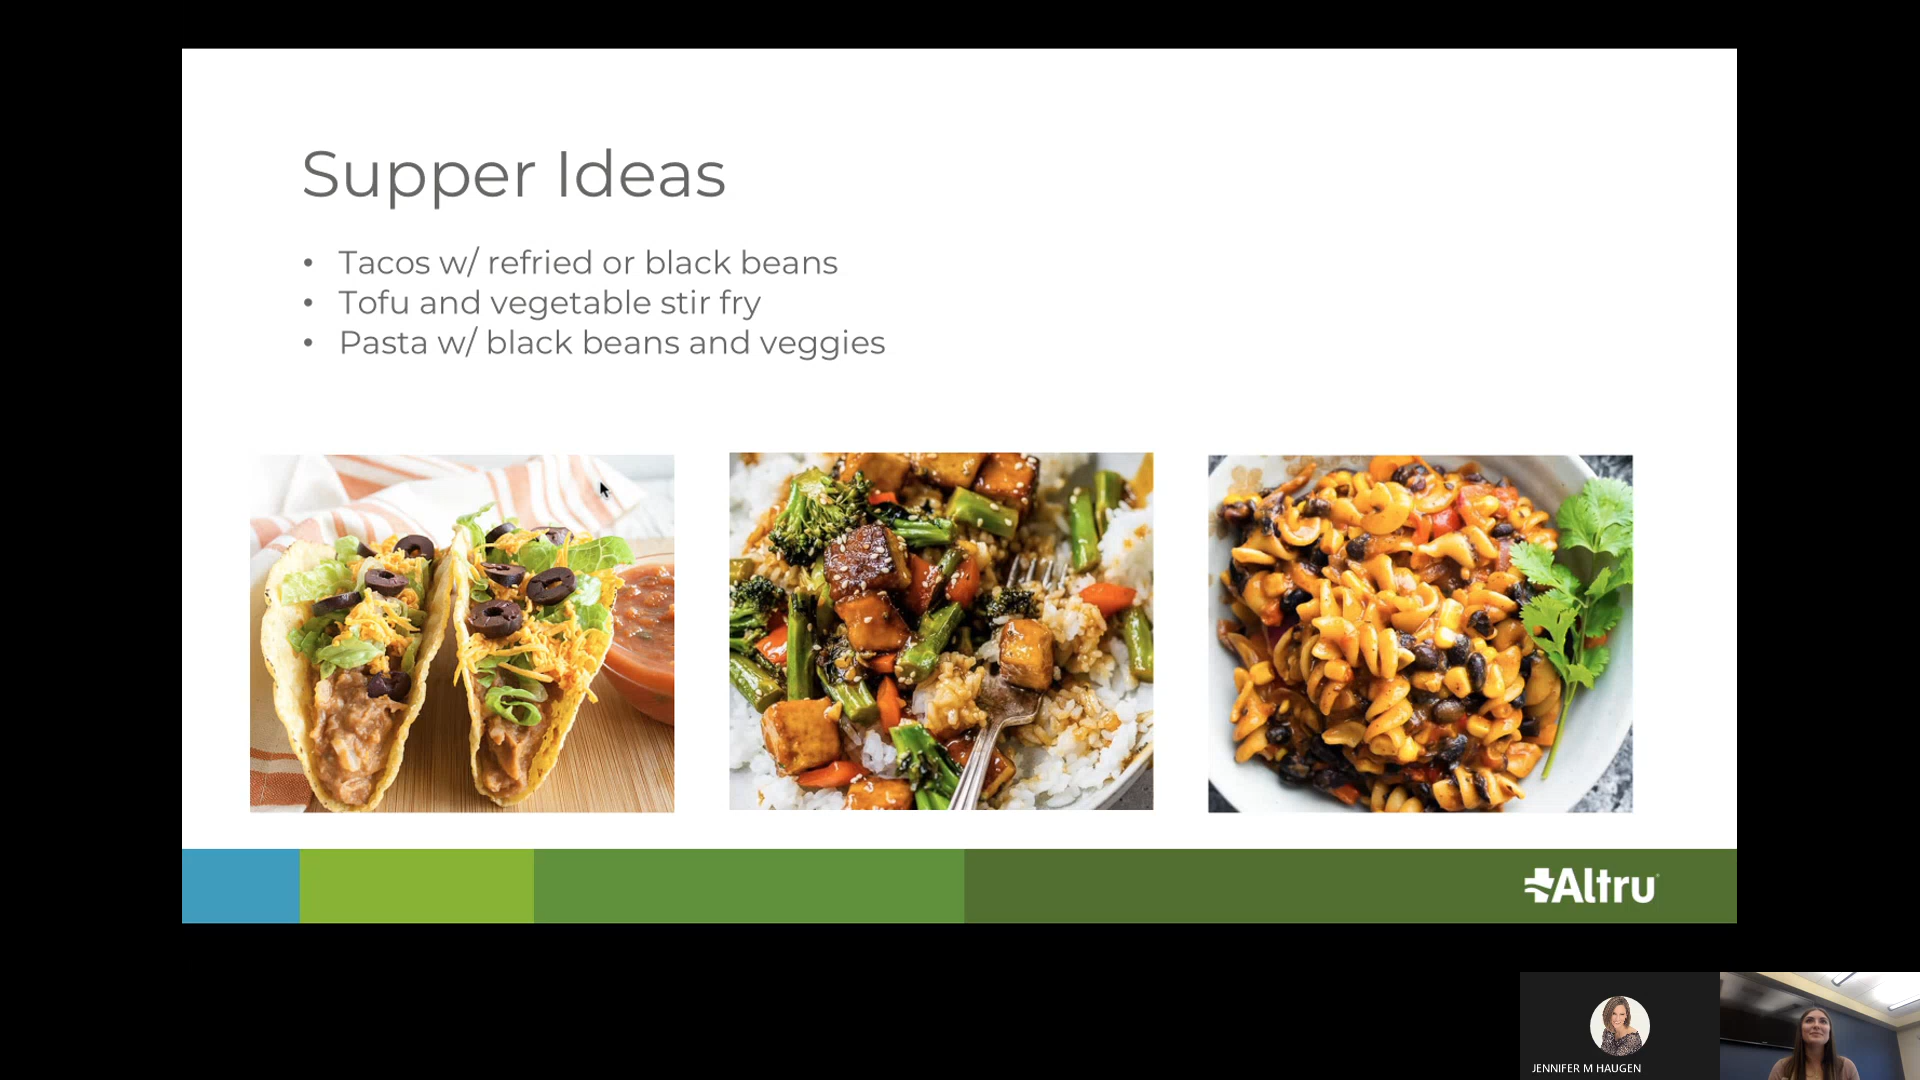 Supper Ideas
• Tacos w/ refried or black beans
• Tofu and vegetable stir fry
• Pasta w/ black beans and veggies
Altru
JENNIFER M HAUGEN